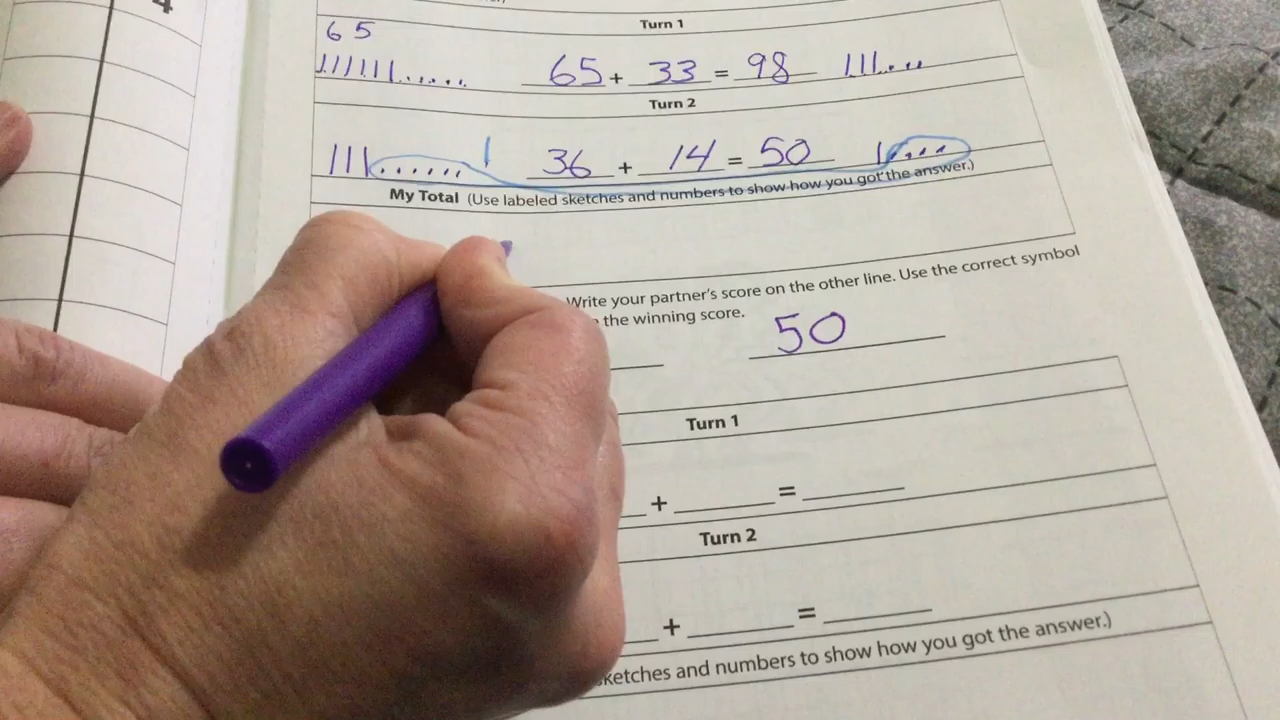 4
Turn 1
6 5
65 + 33 = 98
Turn 2
36 + 14 = 50
My Total (Use labeled sketches and numbers to show how you got the answer.)
Write your partner's score on the other line. Use the correct symbol
the winning score.
50
Turn 1
+ =
Turn 2
+ =
sketches and numbers to show how you got the answer.)